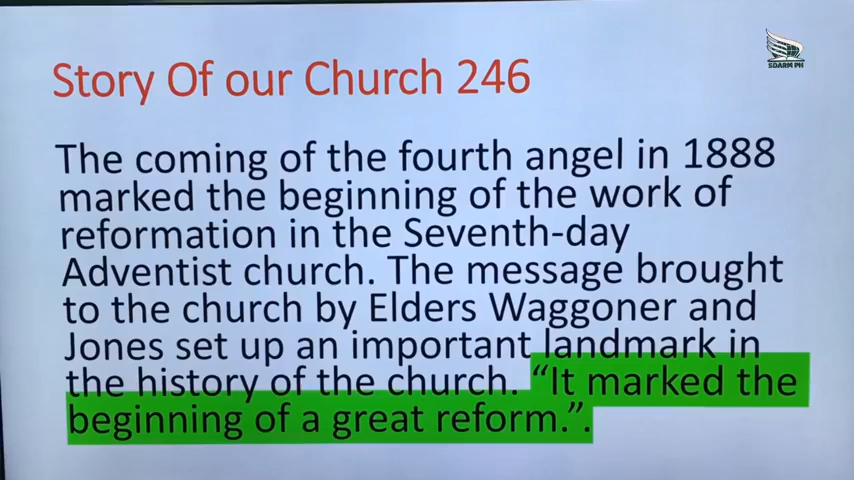 SDARM PH
Story Of our Church 246
The coming of the fourth angel in 1888
marked the beginning of the work of
reformation in the Seventh-day
Adventist church. The message brought
to the church by Elders Waggoner and
Jones set up an important landmark in
the history of the church. “It marked the
beginning of a great reform.”.